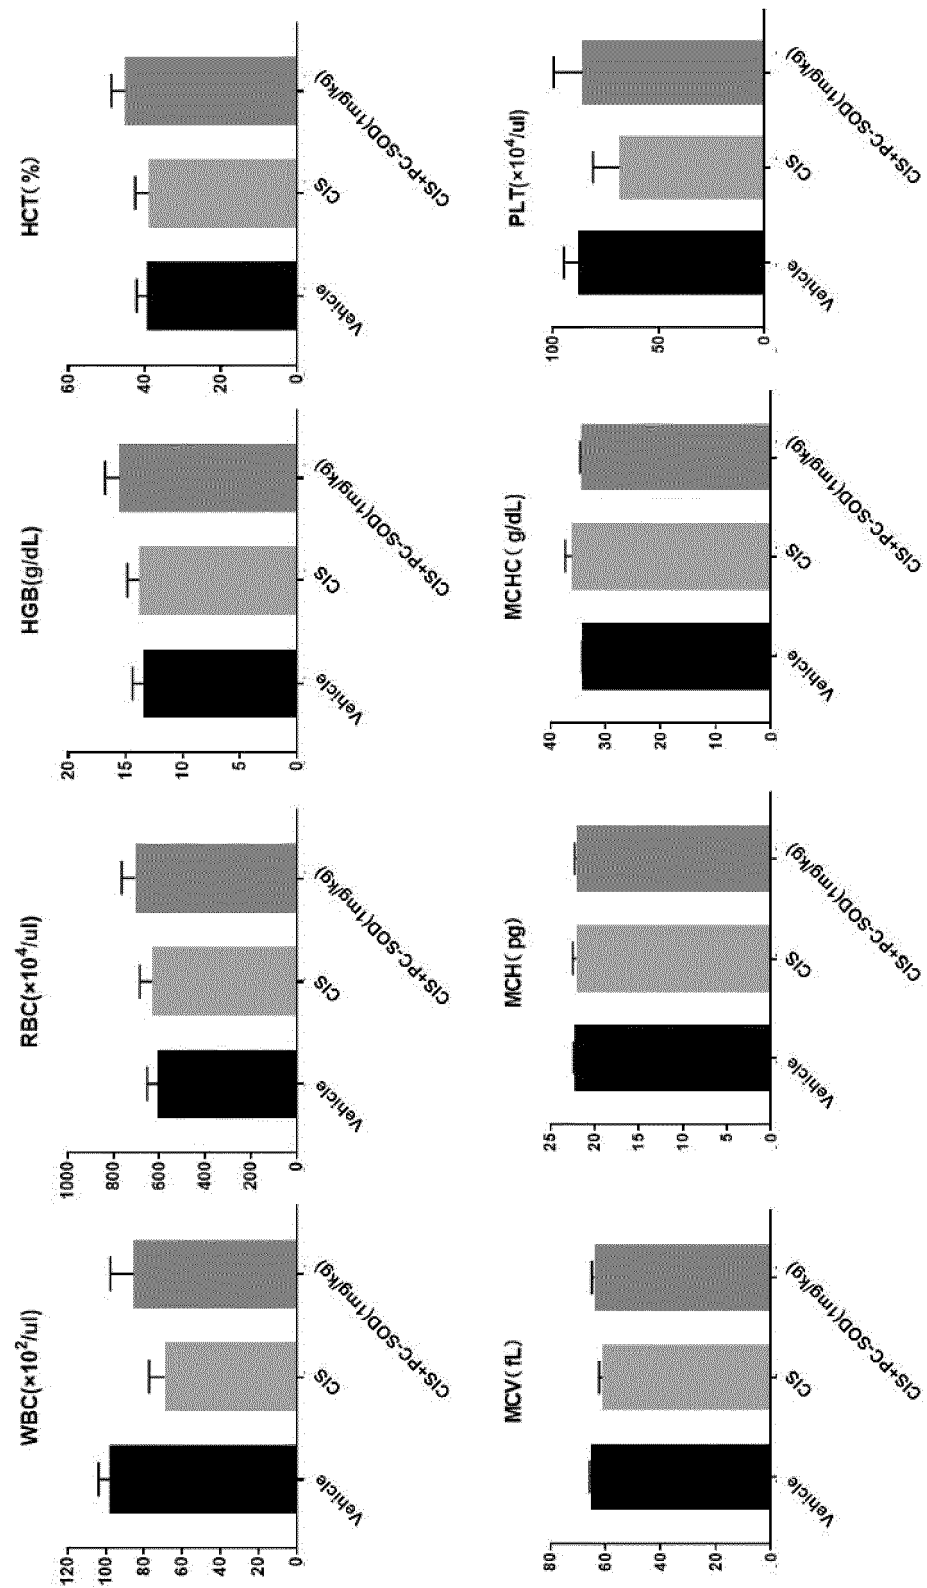 WBC(×10²/ul)
120
100
80
60
40
20
0
Vehicle
CIS
CIS+PC-SOD(1mg/kg)
RBC(×10⁴/ul)
1000
800
600
400
200
0
Vehicle
CIS
CIS+PC-SOD(1mg/kg)
HGB(g/dL)
20
15
10
5
0
Vehicle
CIS
CIS+PC-SOD(1mg/kg)
HCT(%)
60
40
20
0
Vehicle
CIS
CIS+PC-SOD(1mg/kg)
MCV(fL)
80
60
40
20
0
Vehicle
CIS
CIS+PC-SOD(1mg/kg)
MCH(pg)
25
20
15
10
5
0
Vehicle
CIS
CIS+PC-SOD(1mg/kg)
MCHC(g/dL)
40
30
20
10
0
Vehicle
CIS
CIS+PC-SOD(1mg/kg)
PLT(×10⁴/ul)
100
50
0
Vehicle
CIS
CIS+PC-SOD(1mg/kg)